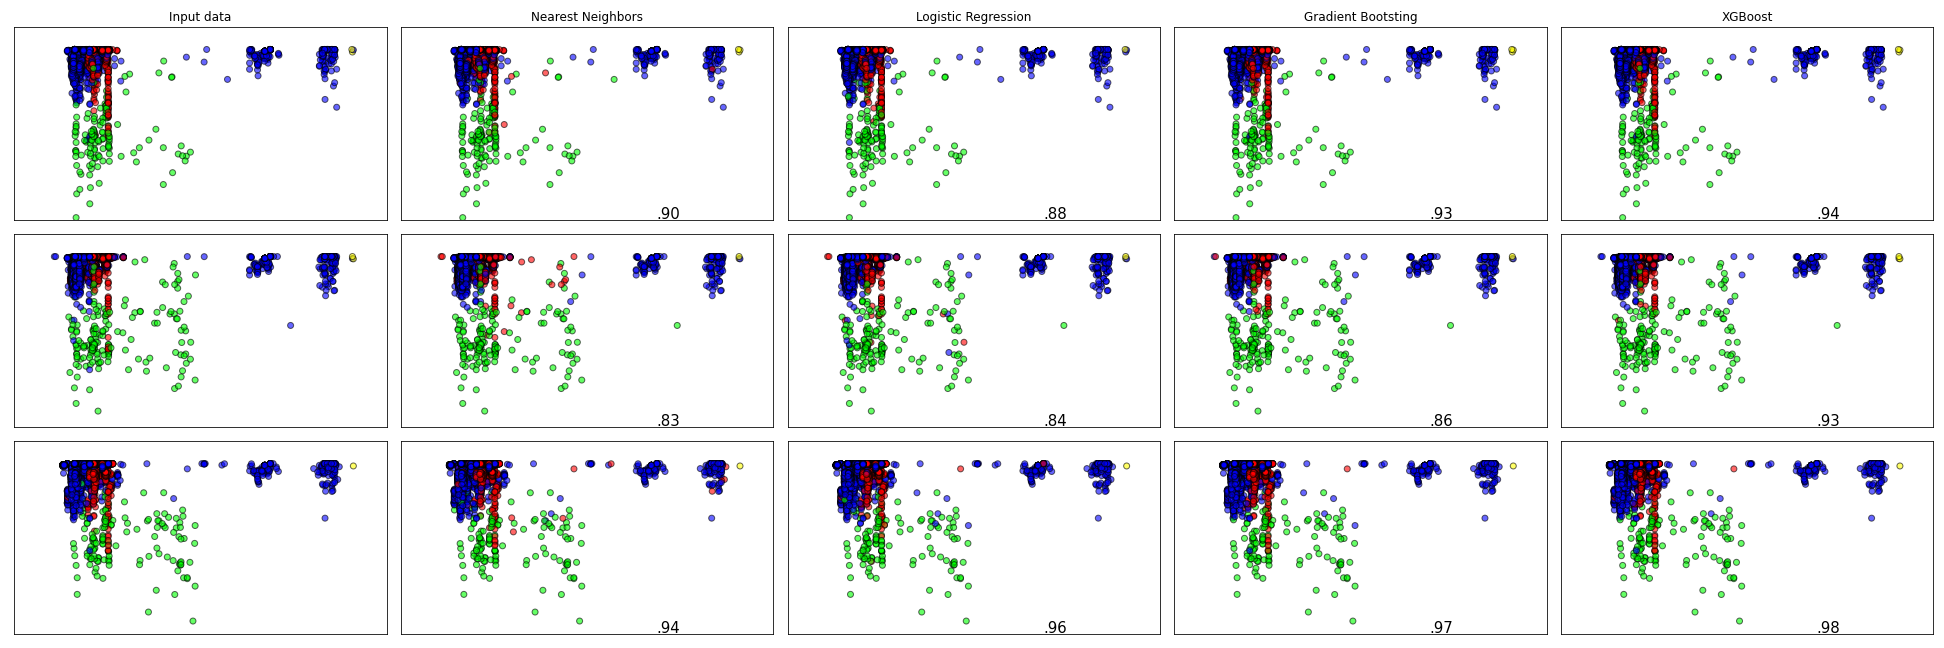 Input data
Nearest Neighbors
Logistic Regression
Gradient Bootsting
XGBoost
.90
.88
.93
.94
.83
.84
.86
.93
.94
.96
.97
.98